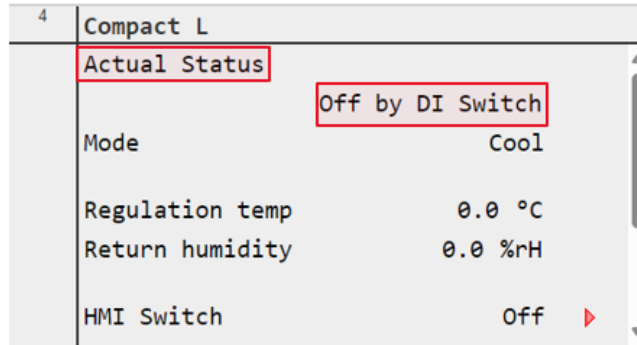 4
Compact L
Actual Status
Off by DI Switch
Mode Cool
Regulation temp 0.0 °C
Return humidity 0.0 %rH
HMI Switch Off